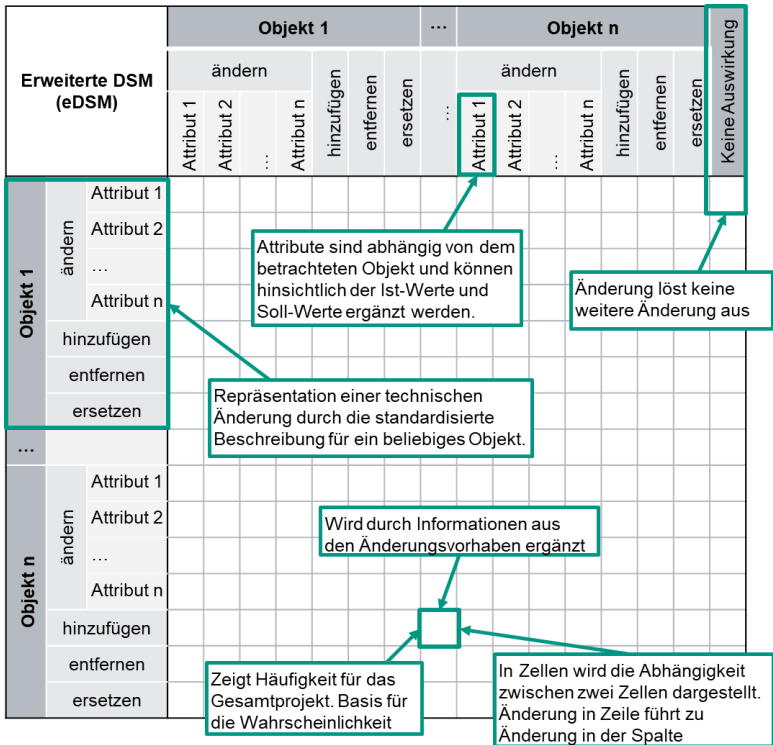 Erweiterte DSM
(eDSM)
Objekt 1
…
Objekt n
Keine Auswirkung
ändern
hinzufügen
entfernen
ersetzen
…
ändern
hinzufügen
entfernen
ersetzen
Attribut 1
Attribut 2
…
Attribut n
Attribut 1
Attribut 2
…
Attribut n
Objekt 1
ändern
Attribut 1
Attribut 2
…
Attribut n
hinzufügen
entfernen
ersetzen
…
Objekt n
ändern
Attribut 1
Attribut 2
…
Attribut n
hinzufügen
entfernen
ersetzen
Attribute sind abhängig von dem
betrachteten Objekt und können
hinsichtlich der Ist-Werte und
Soll-Werte ergänzt werden.
Änderung löst keine
weitere Änderung aus
Repräsentation einer technischen
Änderung durch die standardisierte
Beschreibung für ein beliebiges Objekt.
Wird durch Informationen aus
den Änderungsvorhaben ergänzt
Zeigt Häufigkeit für das
Gesamtprojekt. Basis für
die Wahrscheinlichkeit
In Zellen wird die Abhängigkeit
zwischen zwei Zellen dargestellt.
Änderung in Zeile führt zu
Änderung in der Spalte